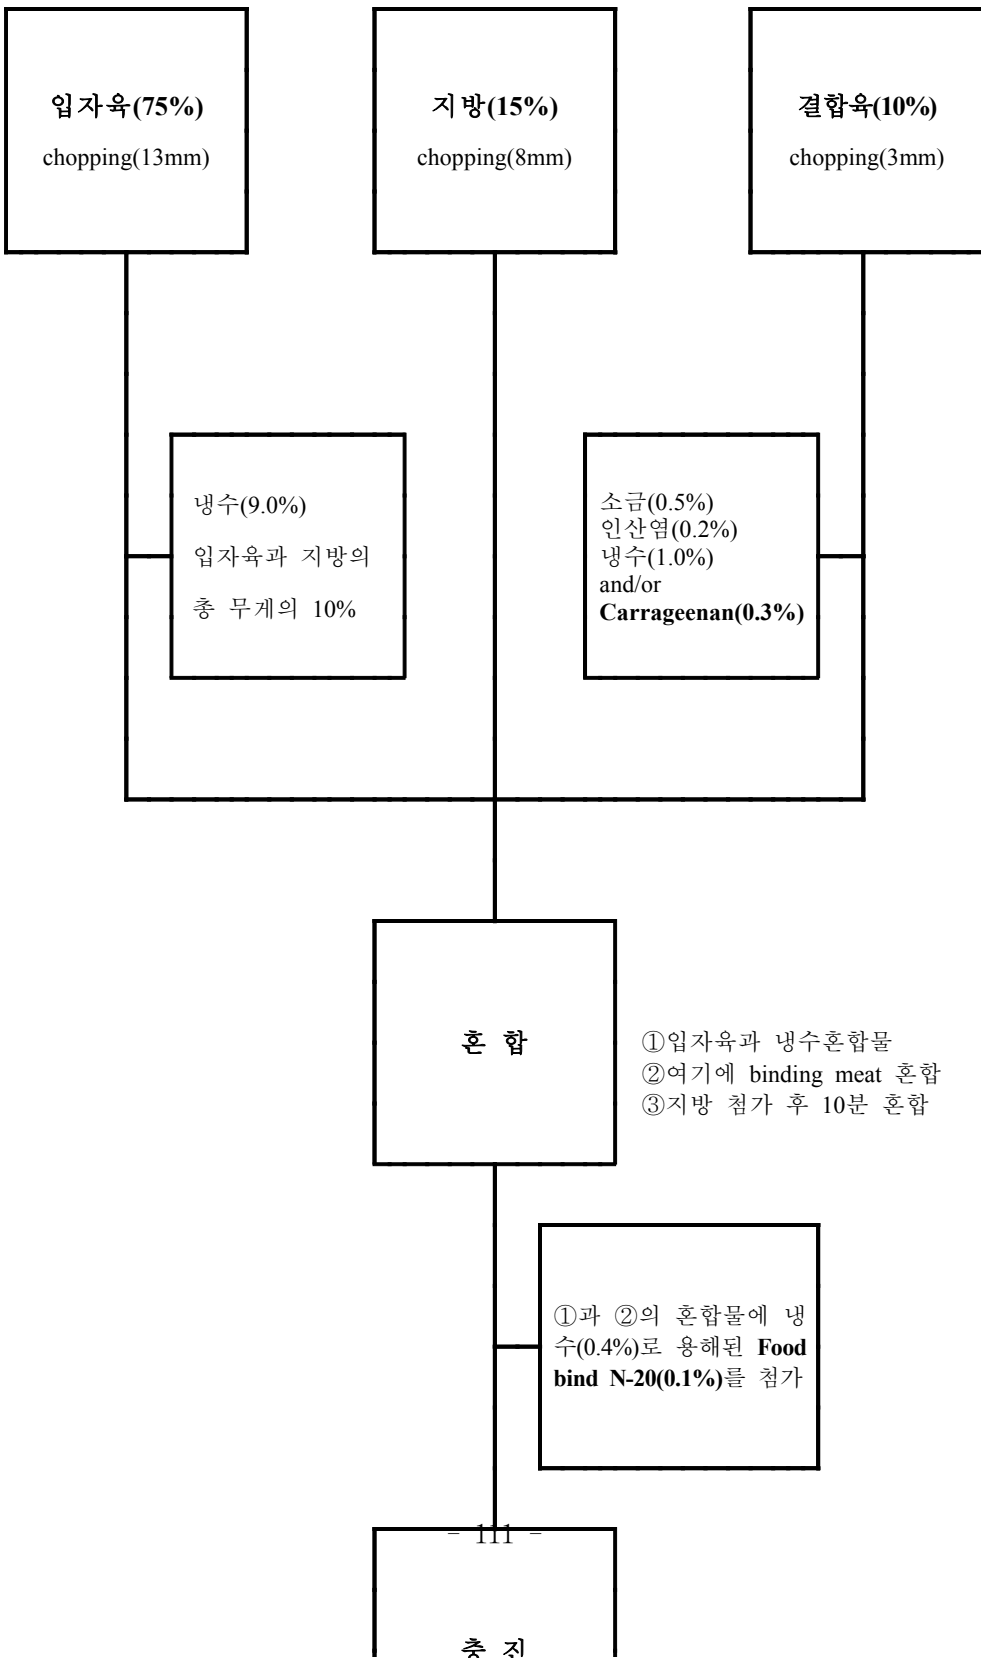 입자육(75%)
chopping(13mm)
지방(15%)
chopping(8mm)
결합육(10%)
chopping(3mm)
냉수(9.0%)
입자육과 지방의
총 무게의 10%
소금(0.5%)
인산염(0.2%)
냉수(1.0%)
and/or
Carrageenan(0.3%)
혼 합
①입자육과 냉수혼합물
②여기에 binding meat 혼합
③지방 첨가 후 10분 혼합
①과 ②의 혼합물에 냉
수(0.4%)로 용해된 Food
bind N-20(0.1%)를 첨가
- 111 -
충 진